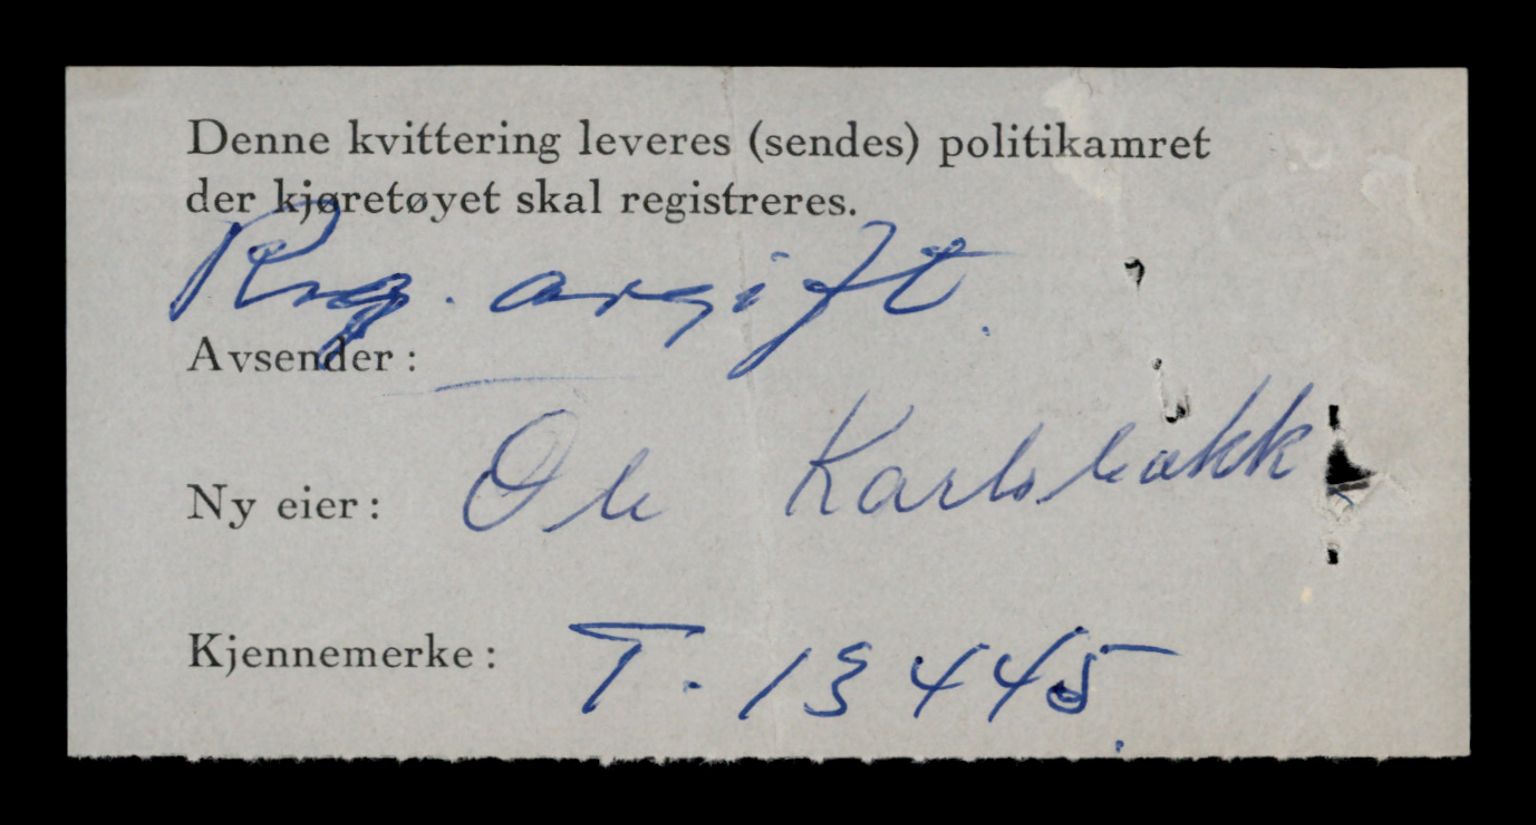 Denne kvittering leveres (sendes) politikamret
der kjøretøyet skal registreres.
Reg. avgift.
Avsender:
Ny eier: Ole Karlsbakk
Kjennemerke: T. 13445